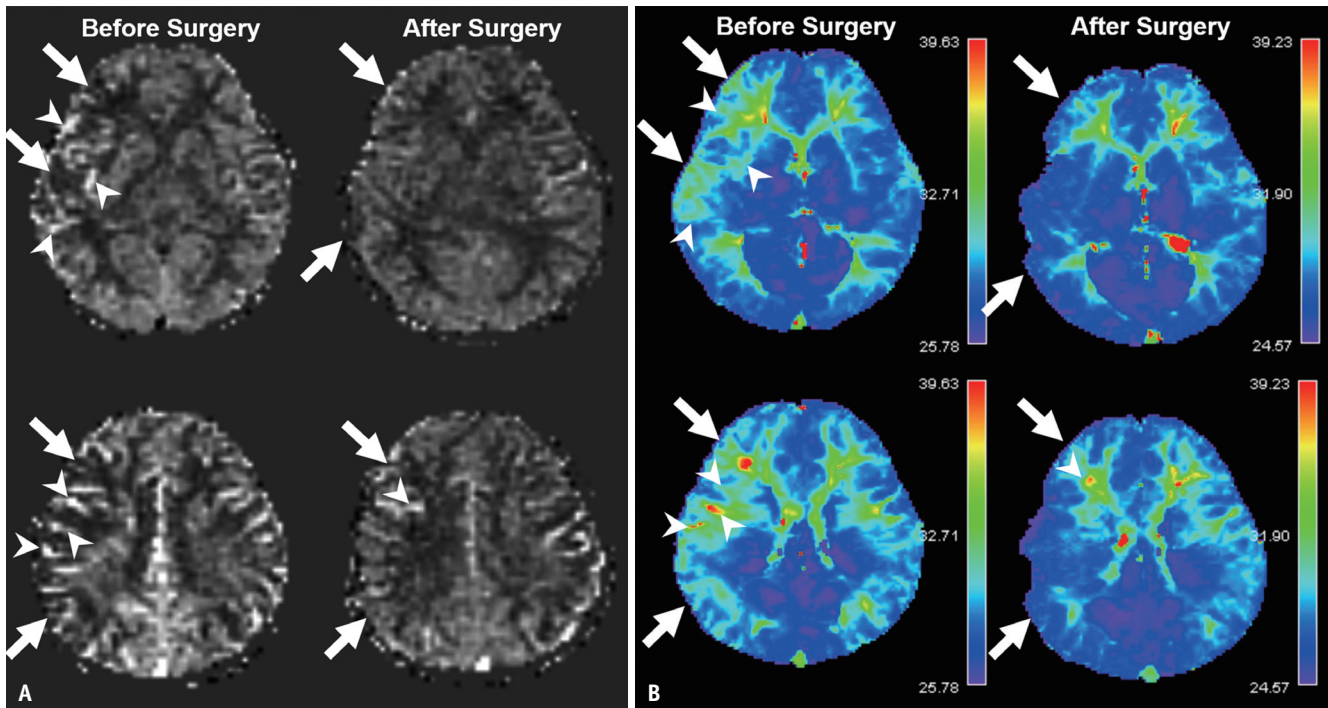 Before Surgery
After Surgery
A
Before Surgery
After Surgery
39.63
32.71
25.78
39.23
31.90
24.57
39.63
32.71
25.78
39.23
31.90
24.57
B